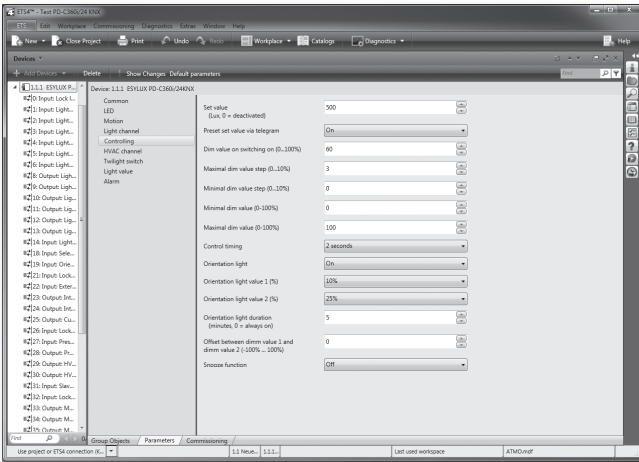 ETS4™ - Test PD-C360i/24 KNX
ETS Edit Workplace Commissioning Diagnostics Extras Window Help
New Close Project Print Undo Redo Workplace Catalogs Diagnostics Help
Devices
Add Devices Delete Show Changes Default parameters Find
1.1.1 ESYLUX P...
0: Input: Lock I...
1: Input: Light...
2: Input: Light...
3: Input: Light...
4: Input: Light...
5: Input: Light...
6: Input: Light...
8: Output: Ligh...
9: Output: Ligh...
10: Output: Lig...
11: Output: Lig...
12: Output: Lig...
13: Output: Lig...
14: Input: Light...
18: Input: Sele...
19: Input: Orie...
21: Input: Lock...
22: Input: Exter...
23: Output: Int...
24: Output: Int...
25: Output: Cu...
26: Input: Lock...
27: Input: Pres...
28: Output: Pr...
29: Output: HV...
30: Output: HV...
31: Input: Slav...
32: Input: Lock...
33: Output: M...
34: Output: M...
35: Output: M...
Find
Device: 1.1.1 ESYLUX PD-C360i/24KNX
Common
LED
Motion
Light channel
Controlling
HVAC channel
Twilight switch
Light value
Alarm
Set value
(Lux, 0 = deactivated)
500
Preset set value via telegram
On
Dim value on switching on (0...100%)
60
Maximal dim value step (0...10%)
3
Minimal dim value step (0...10%)
0
Minimal dim value (0-100%)
0
Maximal dim value (0-100%)
100
Control timing
2 seconds
Orientation light
On
Orientation light value 1 (%)
10%
Orientation light value 2 (%)
25%
Orientation light duration
(minutes, 0 = always on)
5
Offset between dimm value 1 and
dimm value 2 (-100% ... 100%)
0
Snooze function
Off
Group Objects Parameters Commissioning
Use project or ETS4 connection (K... 1.1 Neue... 1.1.1... Last used workspace ATMO.mdf